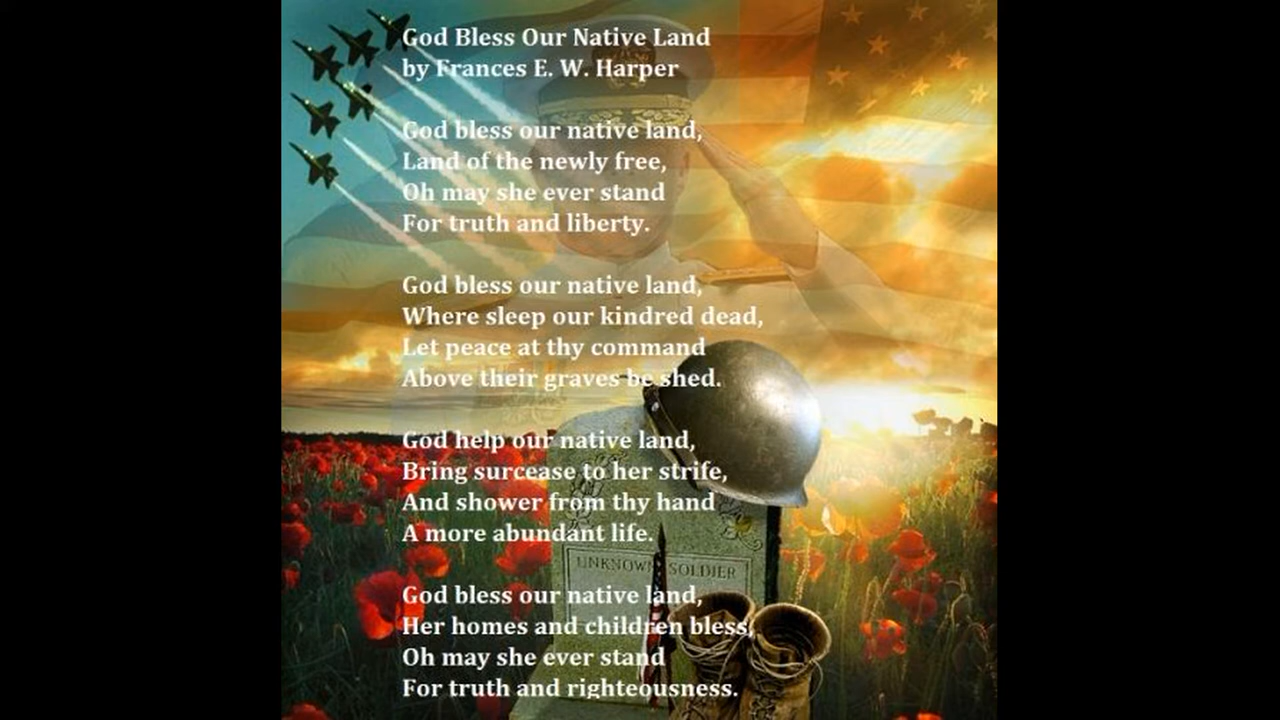 God Bless Our Native Land
by Frances E. W. Harper
God bless our native land,
Land of the newly free,
Oh may she ever stand
For truth and liberty.
God bless our native land,
Where sleep our kindred dead,
Let peace at thy command
Above their graves be shed.
God help our native land,
Bring surcease to her strife,
And shower from thy hand
A more abundant life.
UNKNOWN SOLDIER
God bless our native land,
Her homes and children bless,
Oh may she ever stand
For truth and righteousness.